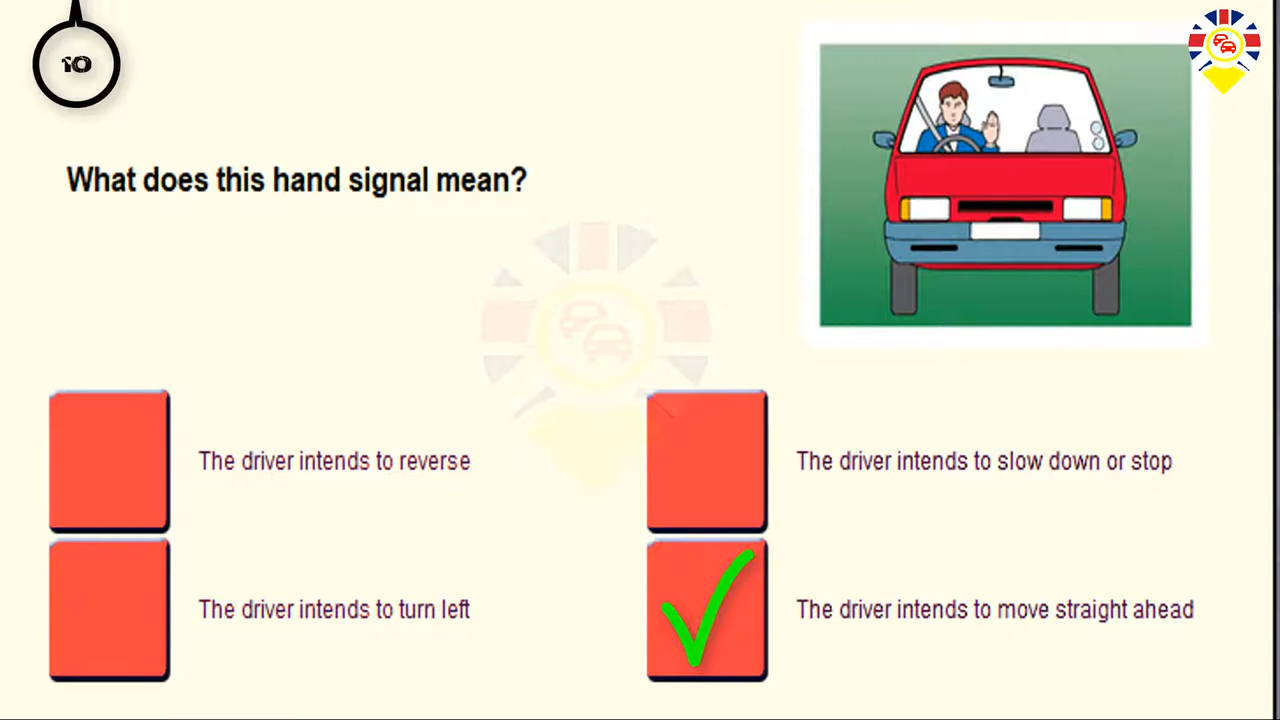 10
What does this hand signal mean?
The driver intends to reverse
The driver intends to slow down or stop
The driver intends to turn left
The driver intends to move straight ahead